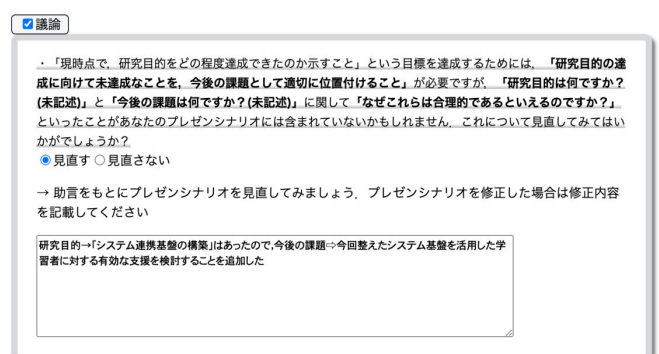 議論
・「現時点で，研究目的をどの程度達成できたのか示すこと」という目標を達成するためには，「研究目的の達
成に向けて未達成なことを，今後の課題として適切に位置付けること」が必要ですが，「研究目的は何ですか？
(未記述)」と「今後の課題は何ですか？(未記述)」に関して「なぜこれらは合理的であるといえるのですか？」
といったことがあなたのプレゼンシナリオには含まれていないかもしれません．これについて見直してみてはい
かがでしょうか？
見直す 見直さない
→ 助言をもとにプレゼンシナリオを見直してみましょう．プレゼンシナリオを修正した場合は修正内容
を記載してください
研究目的→｢システム連携基盤の構築｣はあったので,今後の課題⇨今回整えたシステム基盤を活用した学
習者に対する有効な支援を検討することを追加した